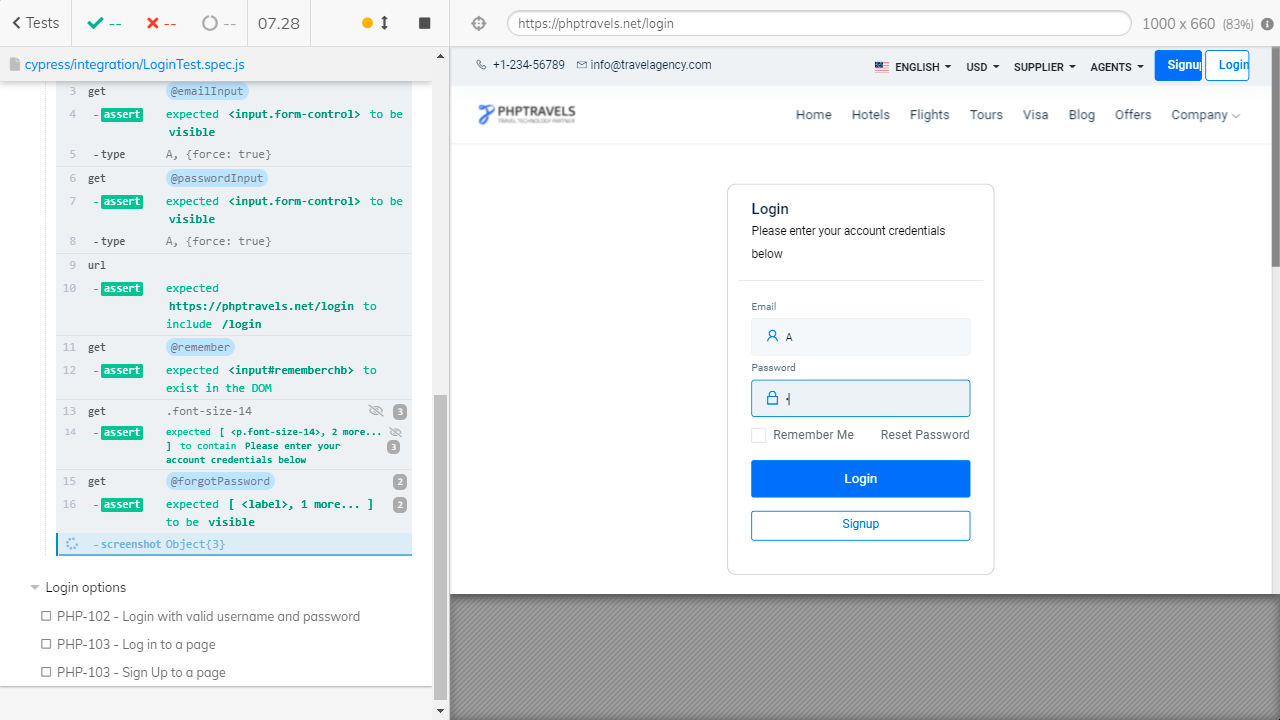 Tests
--
--
--
07.28
https://phptravels.net/login
1000 x 660 (83%)
cypress/integration/LoginTest.spec.js
3 get @emailInput
4 -assert expected <input.form-control> to be
visible
5 -type A, {force: true}
6 get @passwordInput
7 -assert expected <input.form-control> to be
visible
8 -type A, {force: true}
9 url
10 -assert expected
https://phptravels.net/login to
include /login
11 get @remember
12 -assert expected <input#rememberchb> to
exist in the DOM
13 get .font-size-14 3
14 -assert expected [ <p.font-size-14>, 2 more...
] to contain Please enter your 3
account credentials below
15 get @forgotPassword 2
16 -assert expected [ <label>, 1 more... ] 2
to be visible
-screenshot Object{3}
Login options
PHP-102 - Login with valid username and password
PHP-103 - Log in to a page
PHP-103 - Sign Up to a page
+1-234-56789 info@travelagency.com ENGLISH USD SUPPLIER AGENTS Signup Login
PHPTRAVELS
TRAVEL TECHNOLOGY PARTNER
Home Hotels Flights Tours Visa Blog Offers Company
Login
Please enter your account credentials
below
Email
A
Password
Remember Me Reset Password
Login
Signup